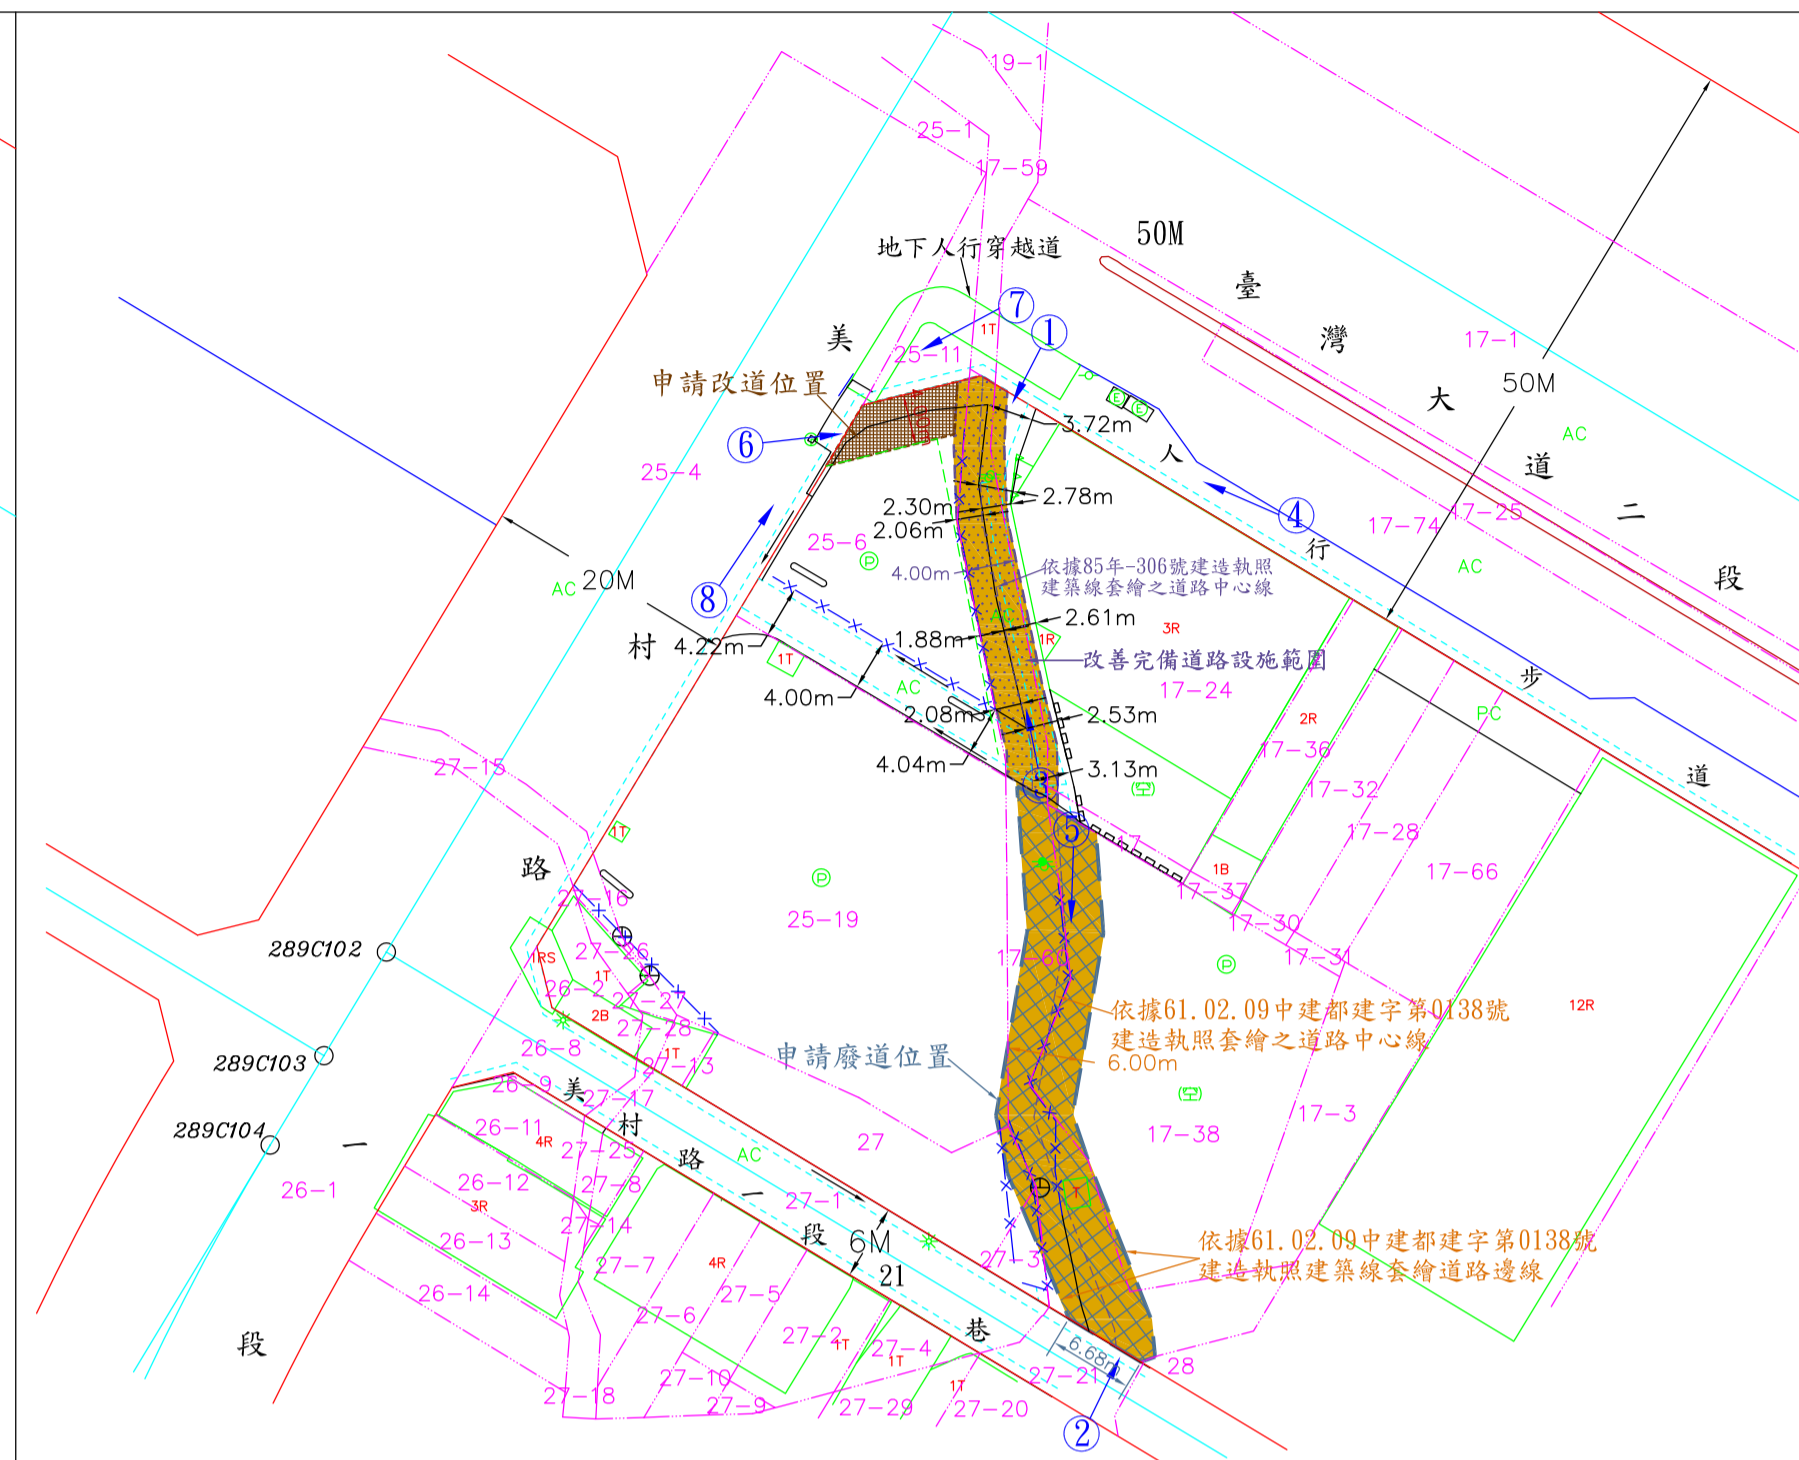 19-1
25-1
17-59
50M
地下人行穿越道
臺
灣
大
道
二
段
17-1
50M
AC
⑦
①
1T
美
25-11
申請改道位置
⑥
3.72m
人
行
步
道
25-4
2.78m
2.30m
2.06m
④
17-74
17-25
25-6
P
4.00m
依據85年-306號建造執照
建築線套繪之道路中心線
AC
AC
20M
⑧
2.61m
1R
3R
1.88m
改善完備道路設施範圍
村
4.22m
1T
4.00m
AC
17-24
2.08m
2.53m
2R
PC
17-36
4.04m
3.13m
27-15
③
17-32
⑤
17
17-28
1T
路
P
1B
17-66
27-16
17-37
25-19
17-30
17-31
289C102
27-26
1RS
1T
P
26-2
27-27
2B
27-28
依據61.02.09中建都建字第0138號
建造執照套繪之道路中心線
6.00m
12R
26-8
1T
申請廢道位置
289C103
26-9
美
27-17
村
路
一
段
21
巷
289C104
一
段
26-11
4R
27-25
AC
27
17-38
17-3
26-1
26-12
27-8
27-1
3R
27-14
6M
T
26-13
27-7
4R
27-3
依據61.02.09中建都建字第0138號
建造執照建築線套繪道路邊線
26-14
27-6
27-5
27-2
1T
27-4
1T
6.68m
28
27-10
27-21
27-18
27-9
27-29
1T
27-20
②